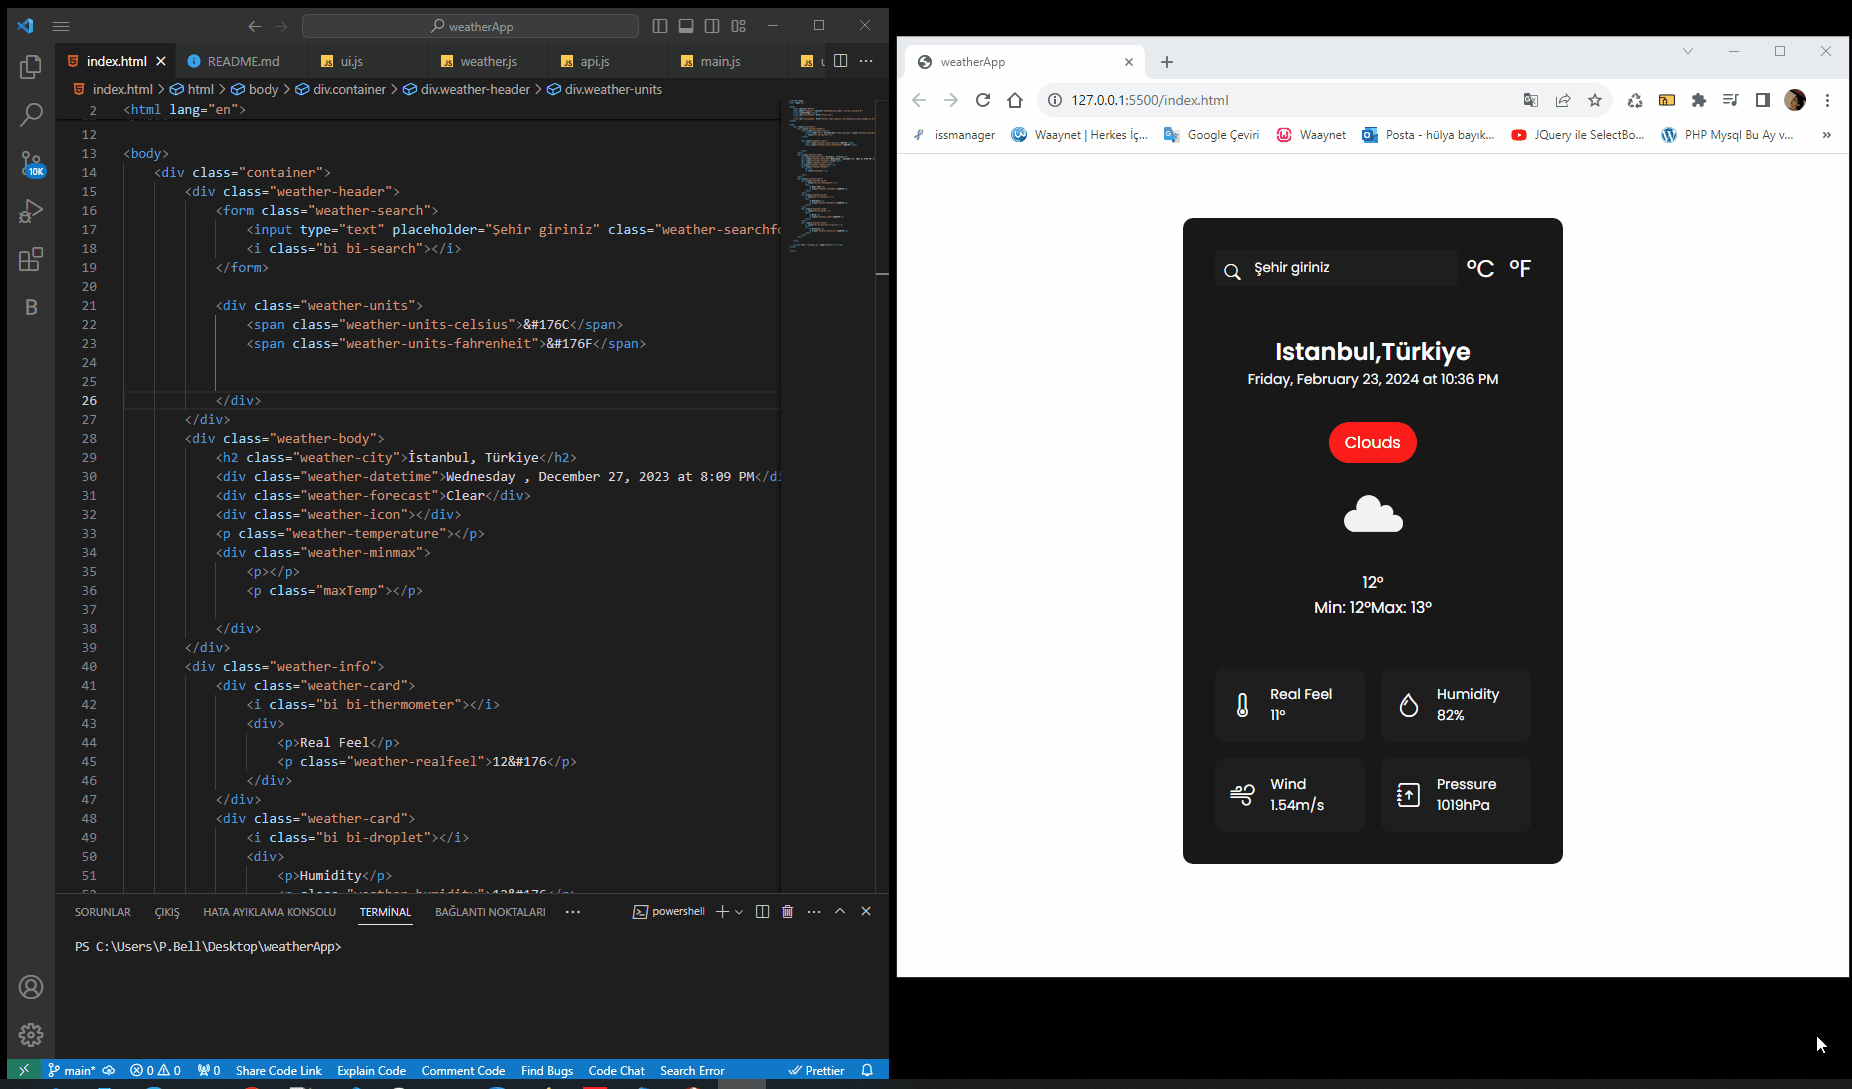 weatherApp
index.html
README.md
ui.js
weather.js
api.js
main.js
index.html > html > body > div.container > div.weather-header > div.weather-units
2 <html lang="en">
12
13 <body>
14 <div class="container">
15 <div class="weather-header">
16 <form class="weather-search">
17 <input type="text" placeholder="Şehir giriniz" class="weather-searchfo
18 <i class="bi bi-search"></i>
19 </form>
20
21 <div class="weather-units">
22 <span class="weather-units-celsius">&#176C</span>
23 <span class="weather-units-fahrenheit">&#176F</span>
24
25
26 </div>
27 </div>
28 <div class="weather-body">
29 <h2 class="weather-city">İstanbul, Türkiye</h2>
30 <div class="weather-datetime">Wednesday , December 27, 2023 at 8:09 PM</di
31 <div class="weather-forecast">Clear</div>
32 <div class="weather-icon"></div>
33 <p class="weather-temperature"></p>
34 <div class="weather-minmax">
35 <p></p>
36 <p class="maxTemp"></p>
37
38 </div>
39 </div>
40 <div class="weather-info">
41 <div class="weather-card">
42 <i class="bi bi-thermometer"></i>
43 <div>
44 <p>Real Feel</p>
45 <p class="weather-realfeel">12&#176</p>
46 </div>
47 </div>
48 <div class="weather-card">
49 <i class="bi bi-droplet"></i>
50 <div>
51 <p>Humidity</p>
10K
B
SORUNLAR ÇIKIŞ HATA AYIKLAMA KONSOLU TERMİNAL BAĞLANTI NOKTALARI
powershell
PS C:\Users\P.Bell\Desktop\weatherApp>
main* 0 0 0 Share Code Link Explain Code Comment Code Find Bugs Code Chat Search Error Prettier
weatherApp
127.0.0.1:5500/index.html
issmanager Waaynet | Herkes İç... Google Çeviri Waaynet Posta - hülya bayık... JQuery ile SelectBo... PHP Mysql Bu Ay v... »
Şehir giriniz °C °F
Istanbul,Türkiye
Friday, February 23, 2024 at 10:36 PM
Clouds
12°
Min: 12°Max: 13°
Real Feel
11°
Humidity
82%
Wind
1.54m/s
Pressure
1019hPa